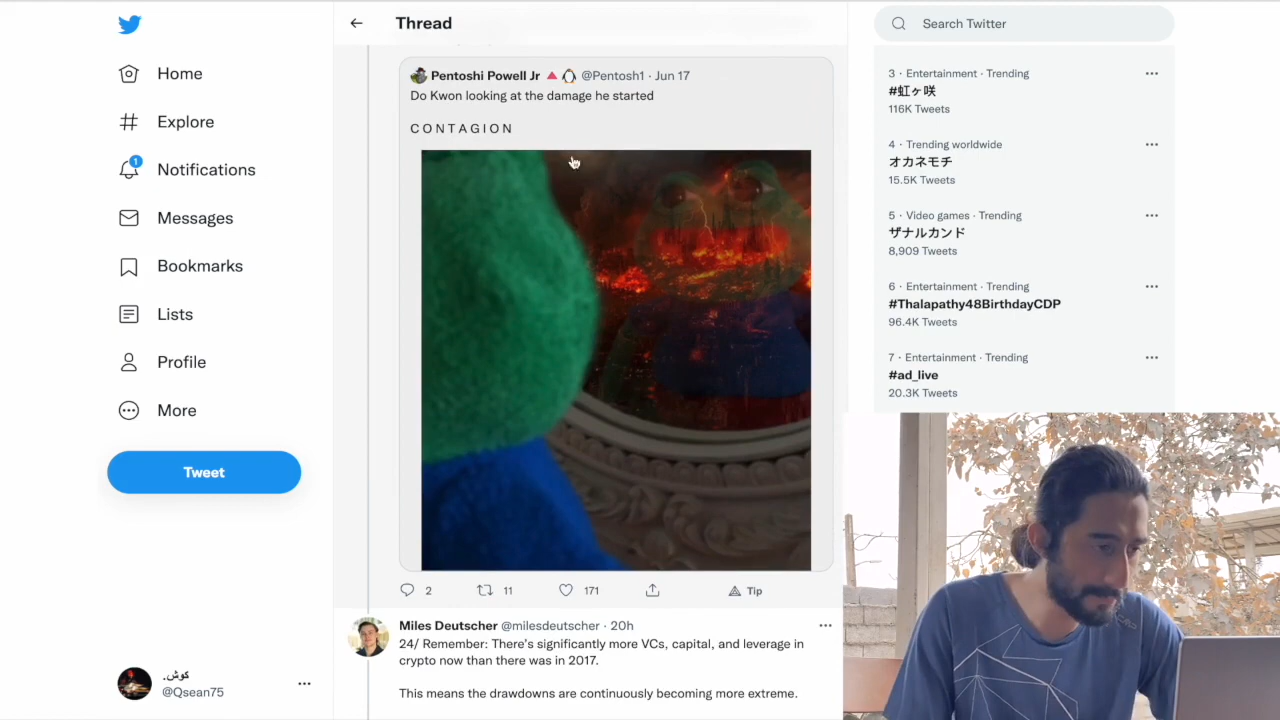 Home
Explore
1
Notifications
Messages
Bookmarks
Lists
Profile
More
Tweet
كوش.
@Qsean75
Thread
Pentoshi Powell Jr 🔺 🐧 @Pentosh1 · Jun 17
Do Kwon looking at the damage he started
C O N T A G I O N
2 11 171 Tip
Miles Deutscher @milesdeutscher · 20h
24/ Remember: There's significantly more VCs, capital, and leverage in
crypto now than there was in 2017.
This means the drawdowns are continuously becoming more extreme.
Search Twitter
3 · Entertainment · Trending
#虹ヶ咲
116K Tweets
4 · Trending worldwide
オカネモチ
15.5K Tweets
5 · Video games · Trending
ザナルカンド
8,909 Tweets
6 · Entertainment · Trending
#Thalapathy48BirthdayCDP
96.4K Tweets
7 · Entertainment · Trending
#ad_live
20.3K Tweets